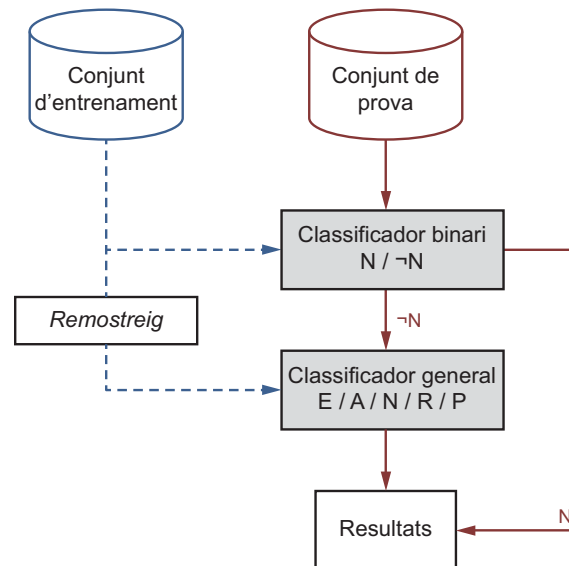 Conjunt
d’entrenament
Conjunt de
prova
Classificador binari
N / ¬N
Remostreig
¬N
Classificador general
E / A / N / R / P
Resultats
N